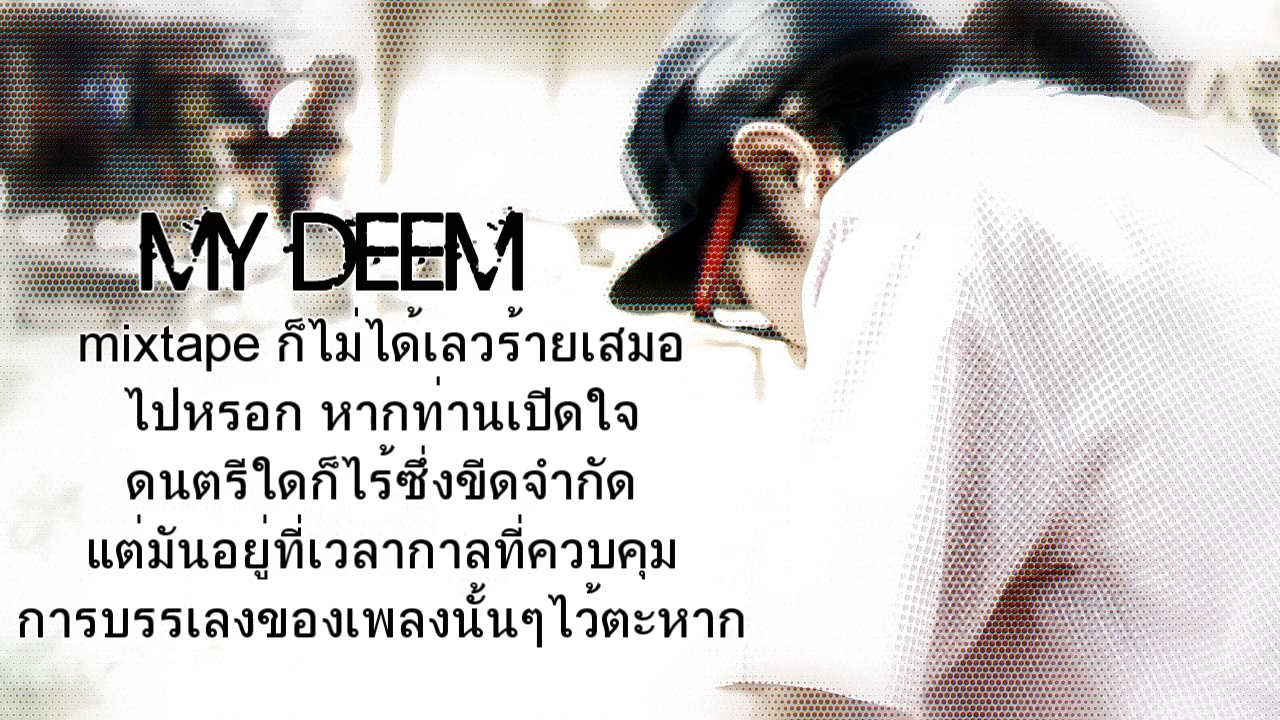 MY DEEM
mixtape ก็ไม่ได้เลวร้ายเสมอ
ไปหรอก หากท่านเปิดใจ
ดนตรีใดก็ไร้ซึ่งขีดจำกัด
แต่มันอยู่ที่เวลากาลที่ควบคุม
การบรรเลงของเพลงนั้นๆไว้ตะหาก